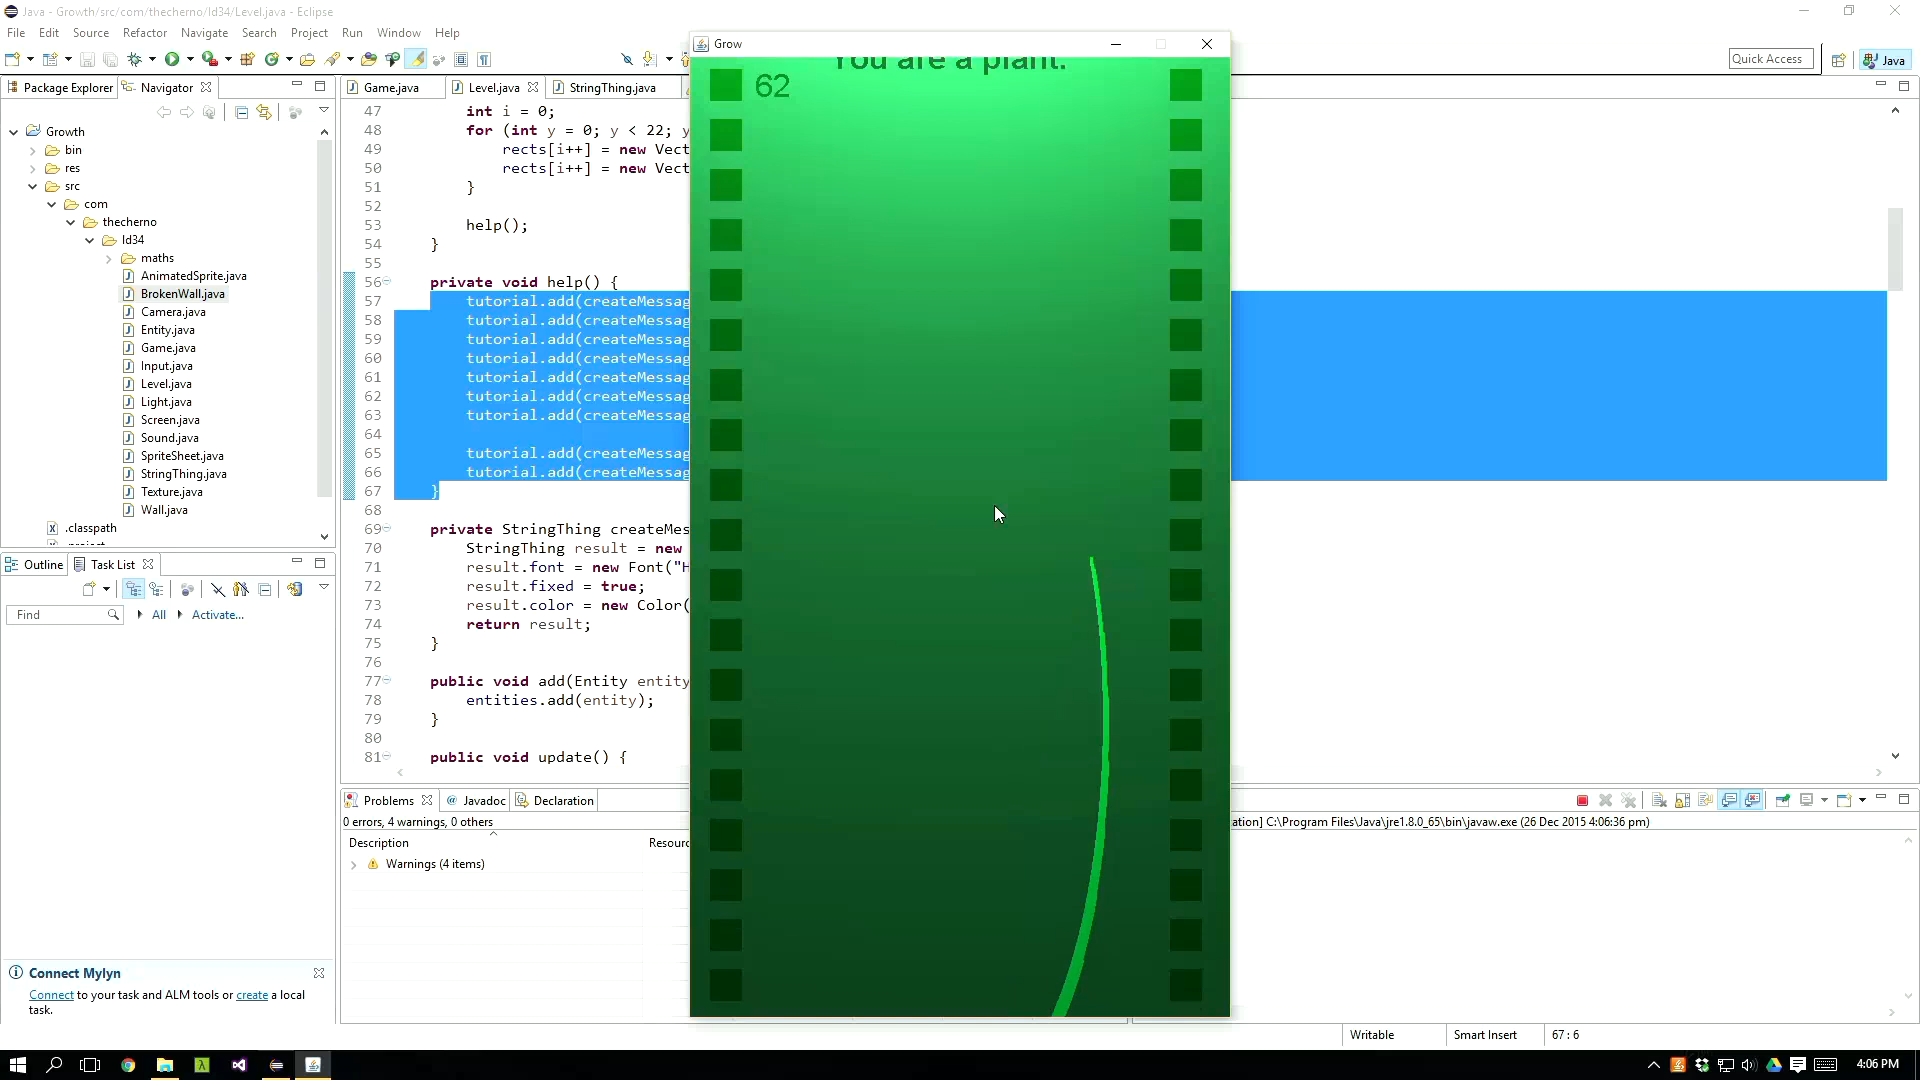 Java - Growth/src/com/thecherno/ld34/Level.java - Eclipse
File Edit Source Refactor Navigate Search Project Run Window Help
Quick Access
Java
Package Explorer
Navigator
Growth
bin
res
src
com
thecherno
ld34
maths
AnimatedSprite.java
BrokenWall.java
Camera.java
Entity.java
Game.java
Input.java
Level.java
Light.java
Screen.java
Sound.java
SpriteSheet.java
StringThing.java
Texture.java
Wall.java
.classpath
Outline
Task List
Find
All
Activate...
Connect Mylyn
Connect to your task and ALM tools or create a local
task.
Game.java
Level.java
StringThing.java
47 int i = 0;
48 for (int y = 0; y < 22; y
49 rects[i++] = new Vect
50 rects[i++] = new Vect
51 }
52
53 help();
54 }
55
56 private void help() {
57 tutorial.add(createMessag
58 tutorial.add(createMessag
59 tutorial.add(createMessag
60 tutorial.add(createMessag
61 tutorial.add(createMessag
62 tutorial.add(createMessag
63 tutorial.add(createMessag
64
65 tutorial.add(createMessag
66 tutorial.add(createMessag
67 }
68
69 private StringThing createMes
70 StringThing result = new
71 result.font = new Font("H
72 result.fixed = true;
73 result.color = new Color(
74 return result;
75 }
76
77 public void add(Entity entity
78 entities.add(entity);
79 }
80
81 public void update() {
Grow
You are a plant.
62
Problems
Javadoc
Declaration
0 errors, 4 warnings, 0 others
Description
Resourc
Warnings (4 items)
ation] C:\Program Files\Java\jre1.8.0_65\bin\javaw.exe (26 Dec 2015 4:06:36 pm)
Writable
Smart Insert
67 : 6
4:06 PM